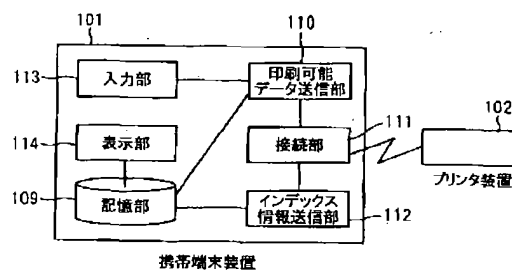 101
110
113
入力部
印刷可能
データ送信部
102
111
114
表示部
接続部
プリンタ装置
109
記憶部
インデックス
情報送信部
112
携帯端末装置